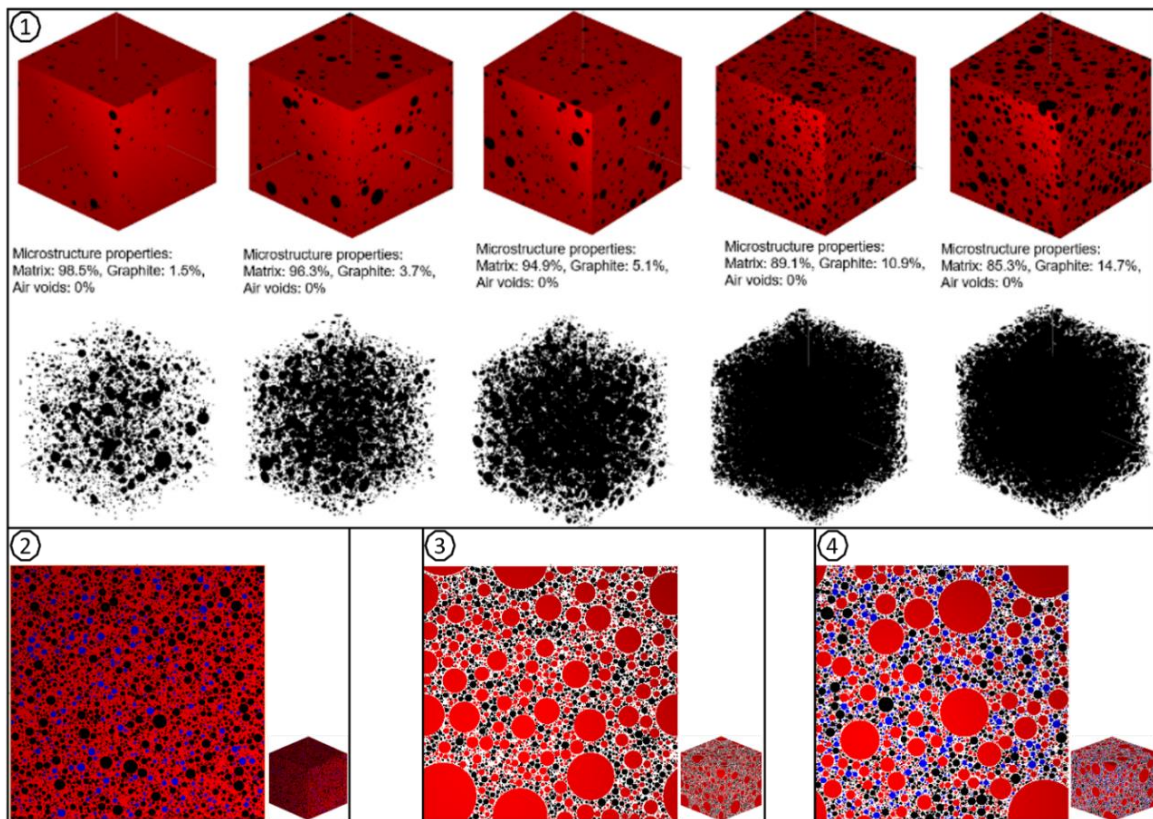 1
Microstructure properties:
Matrix: 98.5%, Graphite: 1.5%,
Air voids: 0%
Microstructure properties:
Matrix: 96.3%, Graphite: 3.7%,
Air voids: 0%
Microstructure properties:
Matrix: 94.9%, Graphite: 5.1%,
Air voids: 0%
Microstructure properties:
Matrix: 89.1%, Graphite: 10.9%,
Air voids: 0%
Microstructure properties:
Matrix: 85.3%, Graphite: 14.7%,
Air voids: 0%
2
3
4